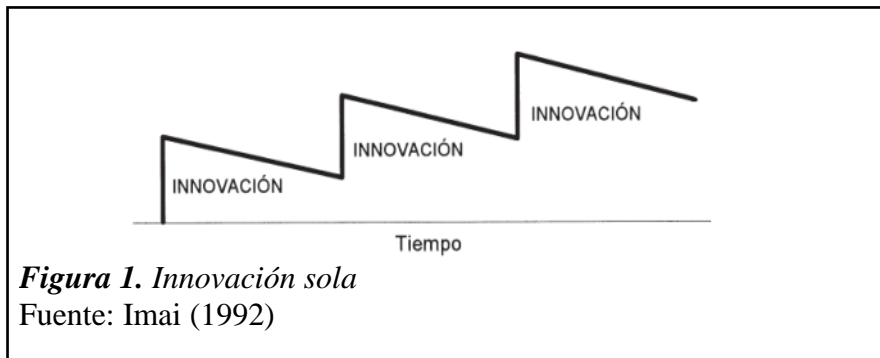 INNOVACIÓN
INNOVACIÓN
INNOVACIÓN
Tiempo
Figura 1. Innovación sola
Fuente: Imai (1992)